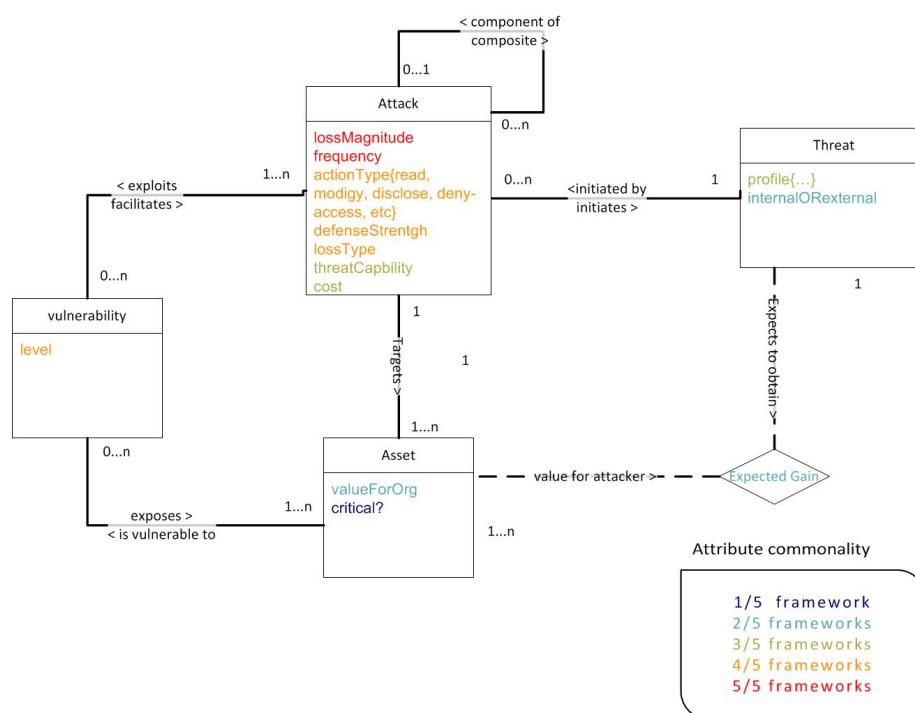 < component of
composite >
0...1
0...n
Attack
lossMagnitude
frequency
actionType{read,
modigy, disclose, deny-
access, etc}
defenseStrentgh
lossType
threatCapbility
cost
Threat
profile{...}
internalORexternal
1...n
< exploits
facilitates >
0...n
0...n
<initiated by
initiates >
1
1
vulnerability
level
1
Targets >
1
1...n
Expects to obtain >
0...n
Asset
valueForOrg
critical?
value for attacker >
Expected Gain
1...n
exposes >
< is vulnerable to
1...n
Attribute commonality
1/5 framework
2/5 frameworks
3/5 frameworks
4/5 frameworks
5/5 frameworks